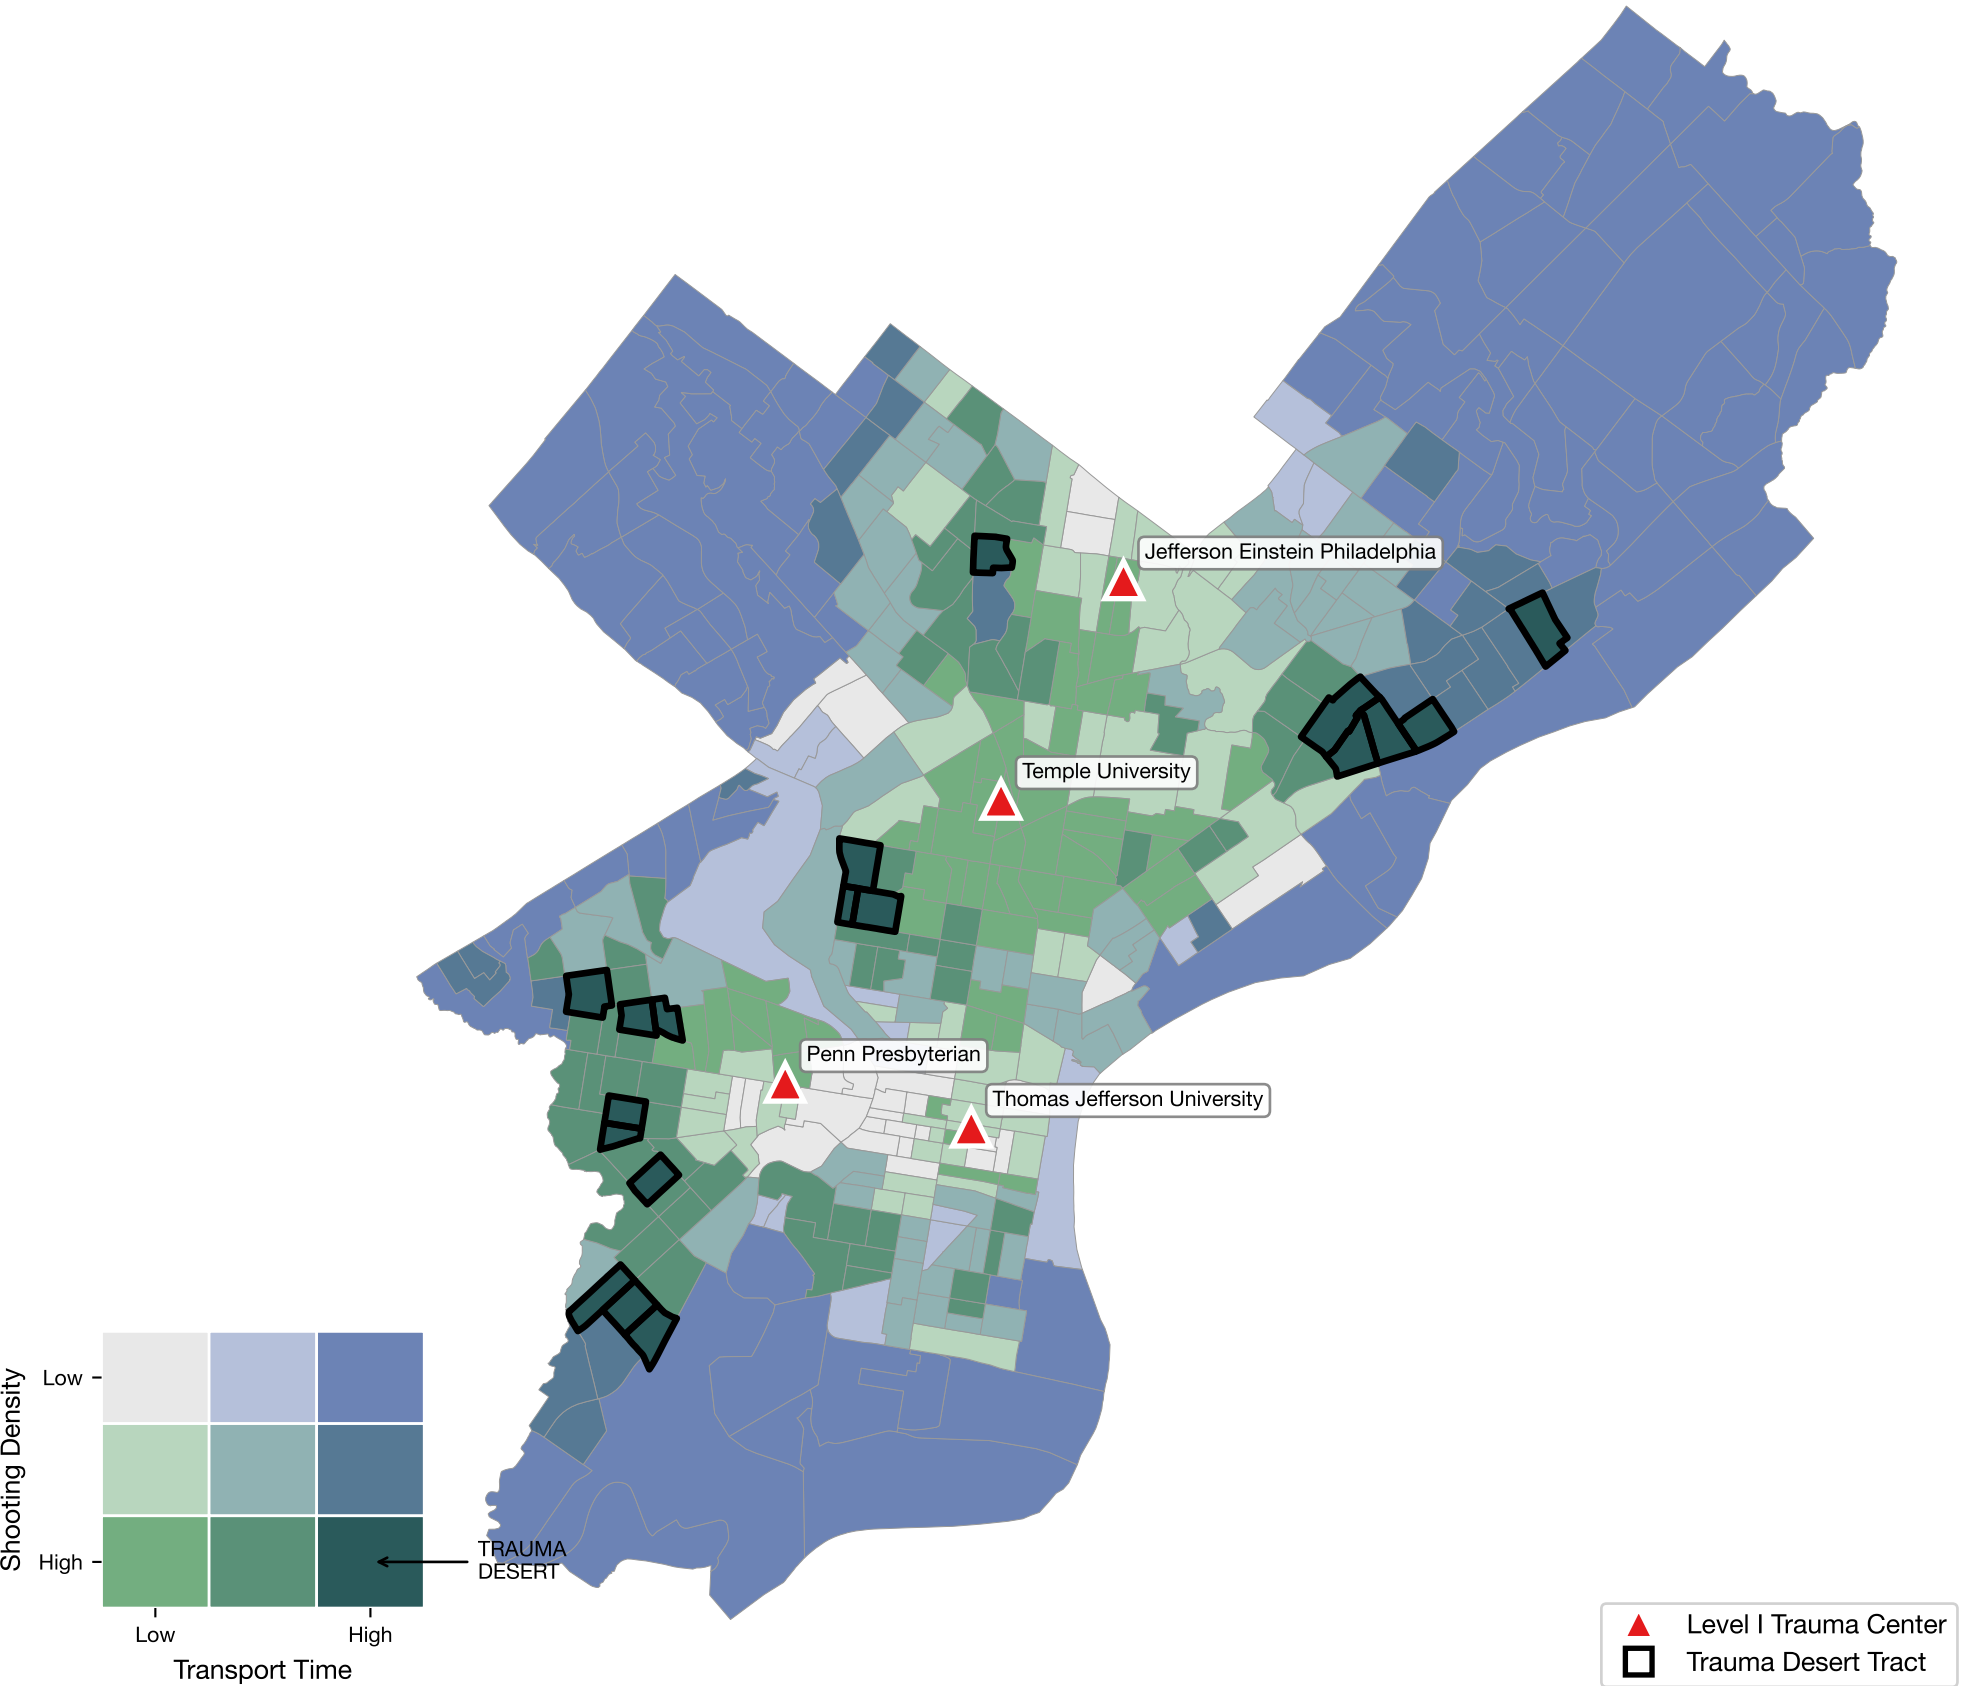 Jefferson Einstein Philadelphia
Temple University
Penn Presbyterian
Thomas Jefferson University
Shooting Density
Low
High
TRAUMA
DESERT
Low
High
Transport Time
Level I Trauma Center
Trauma Desert Tract